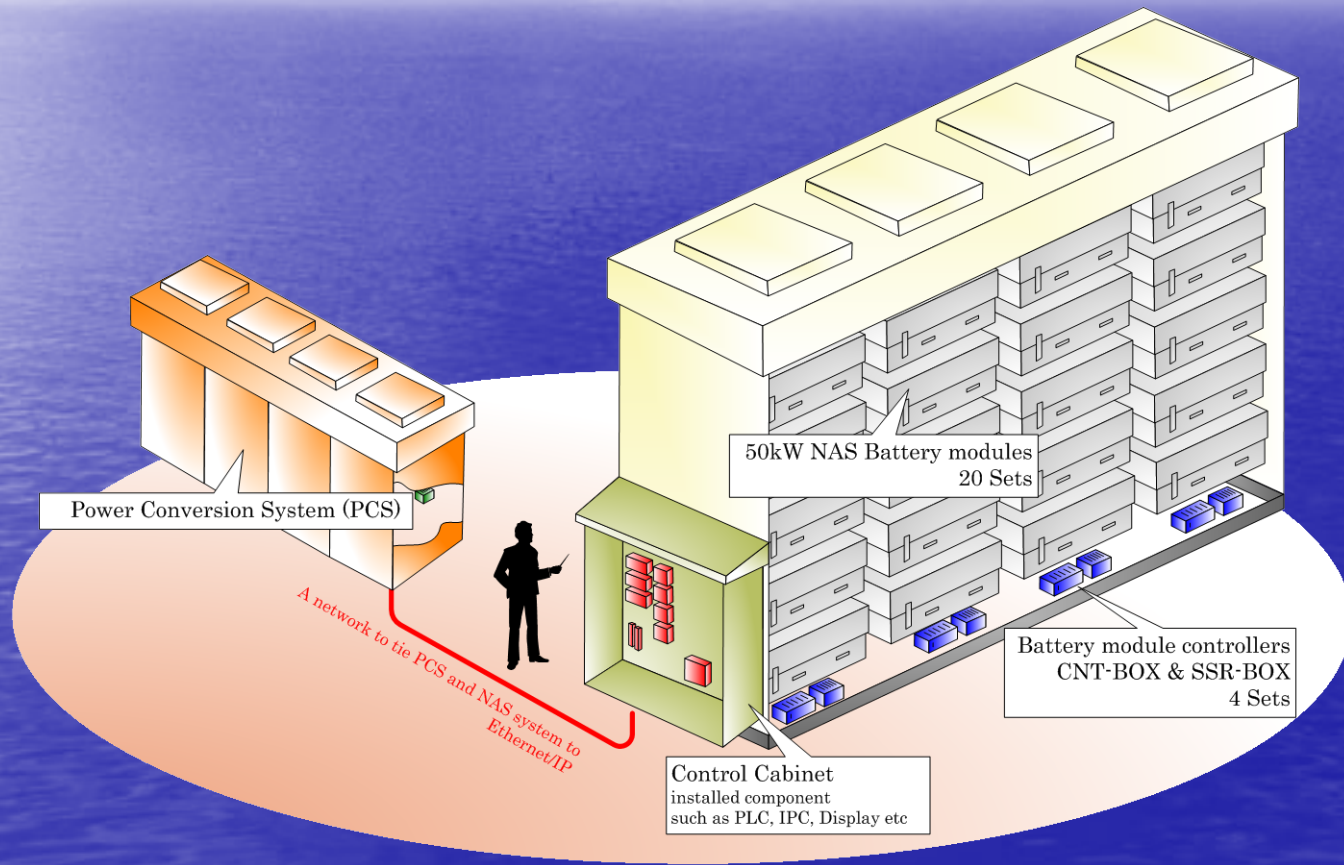 50kW NAS Battery modules
20 Sets
Power Conversion System (PCS)
A network to tie PCS and NAS system to
Ethernet/IP
Battery module controllers
CNT-BOX & SSR-BOX
4 Sets
Control Cabinet
installed component
such as PLC, IPC, Display etc